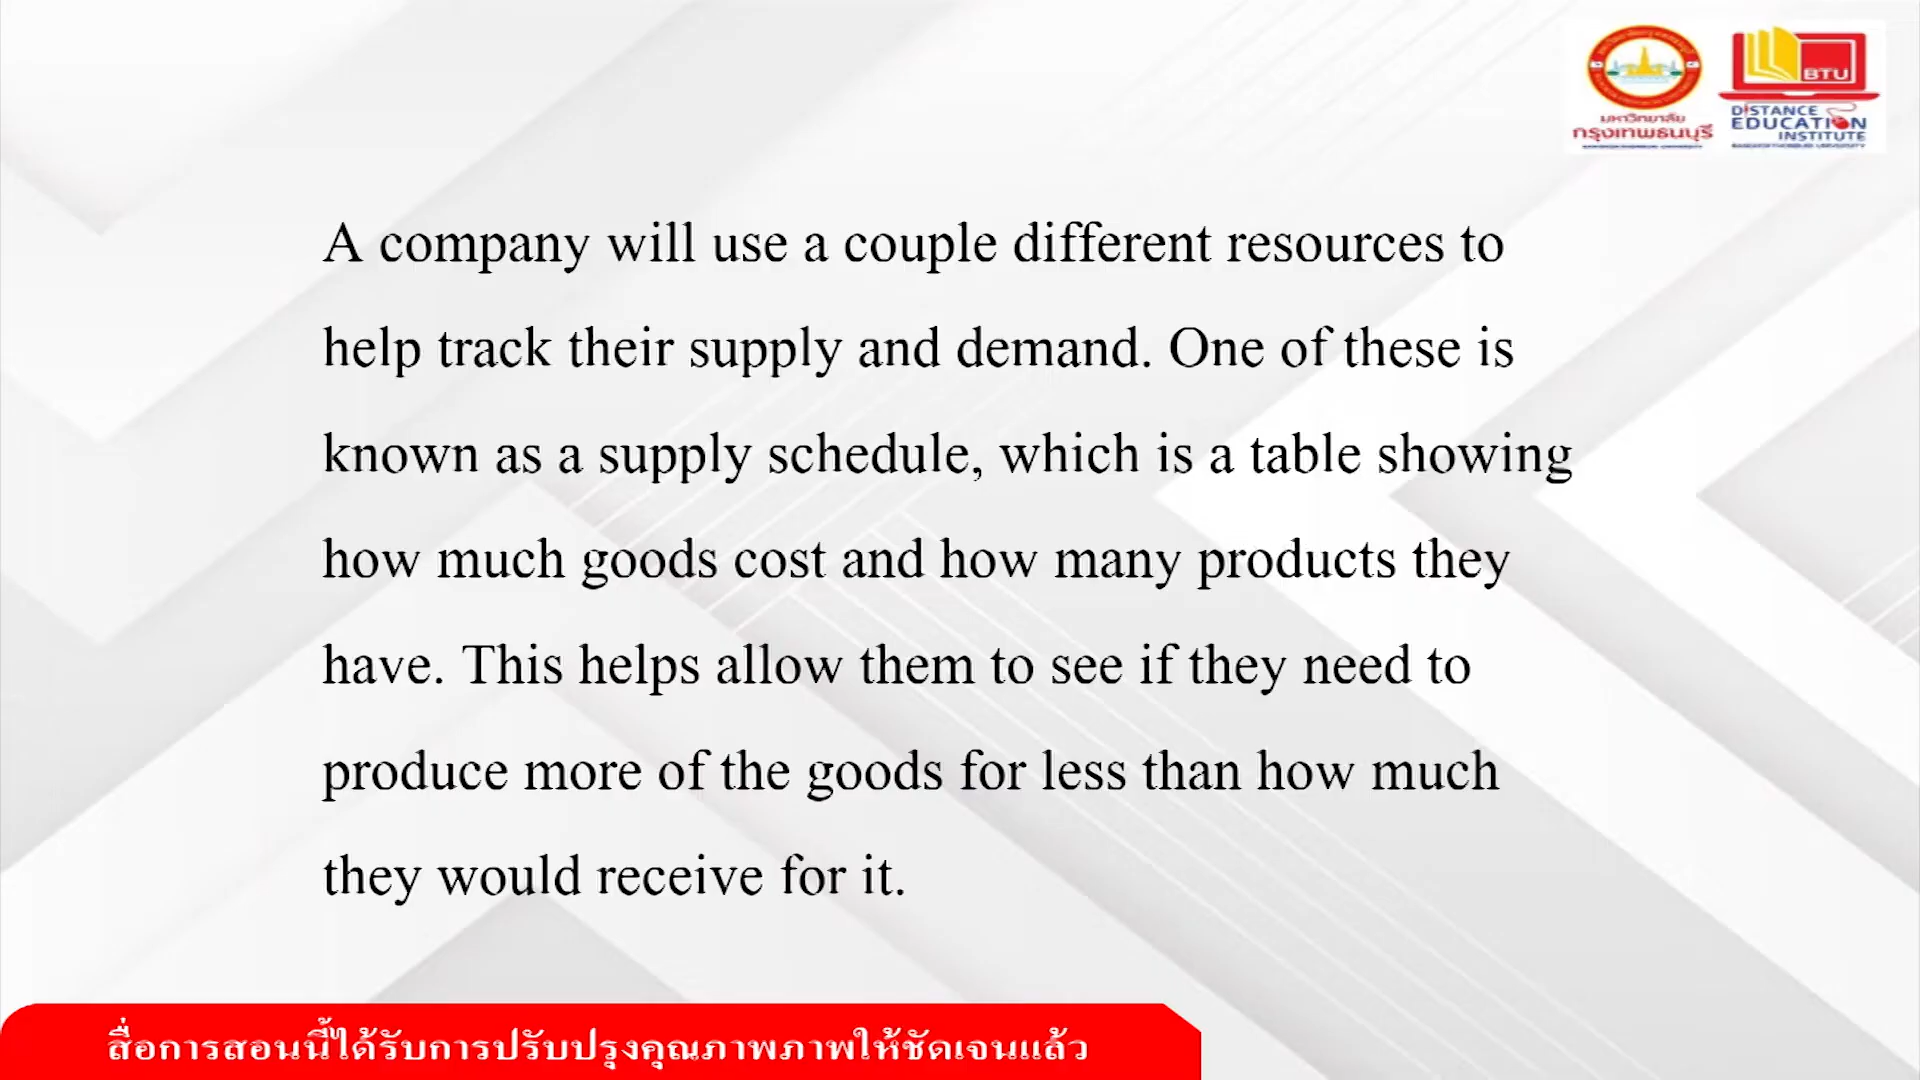 มหาวิทยาลัย
กรุงเทพธนบุรี
BTU
DISTANCE
EDUCATION
INSTITUTE
A company will use a couple different resources to
help track their supply and demand. One of these is
known as a supply schedule, which is a table showing
how much goods cost and how many products they
have. This helps allow them to see if they need to
produce more of the goods for less than how much
they would receive for it.
สื่อการสอนนี้ได้รับการปรับปรุงคุณภาพภาพให้ชัดเจนแล้ว